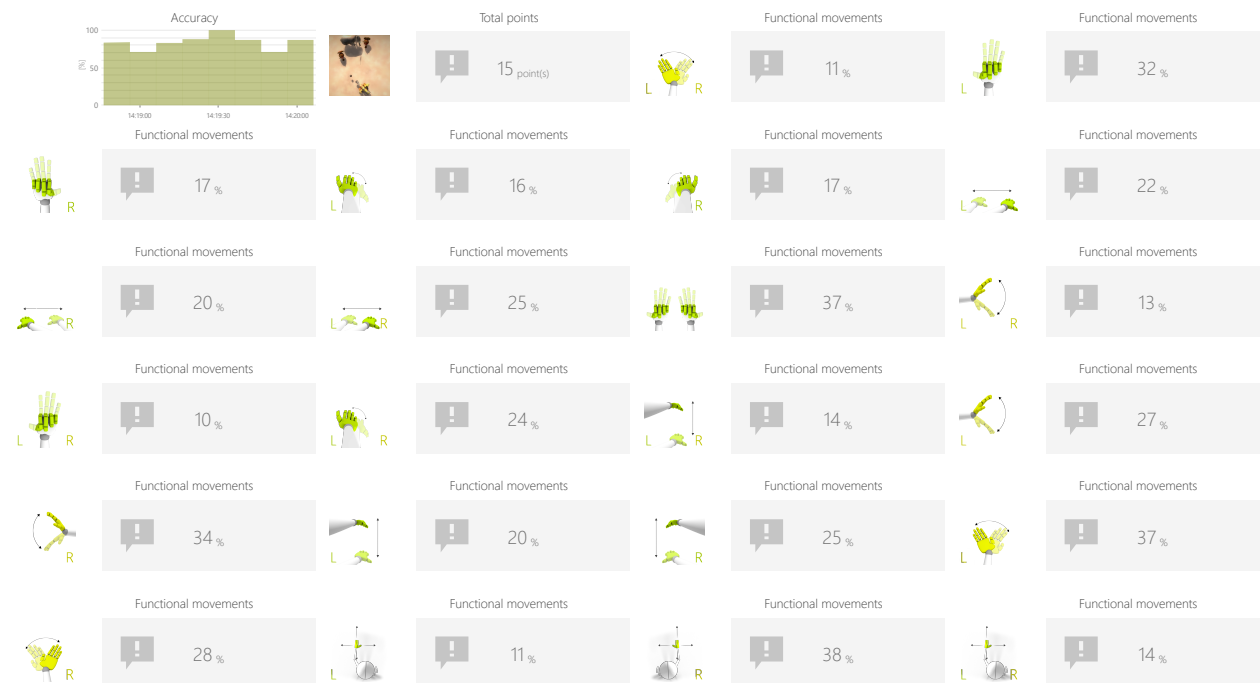 Accuracy
Total points
Functional movements
Functional movements
100
50
0
[%]
14:19:00
14:19:30
14:20:00
15 point(s)
L R
11 %
L
32 %
Functional movements
Functional movements
Functional movements
Functional movements
R
17 %
L
16 %
R
17 %
L
22 %
Functional movements
Functional movements
Functional movements
Functional movements
R
20 %
L R
25 %
37 %
L R
13 %
Functional movements
Functional movements
Functional movements
Functional movements
L R
10 %
L R
24 %
L R
14 %
L
27 %
Functional movements
Functional movements
Functional movements
Functional movements
R
34 %
L
20 %
R
25 %
L
37 %
Functional movements
Functional movements
Functional movements
Functional movements
R
28 %
L
11 %
R
38 %
L R
14 %